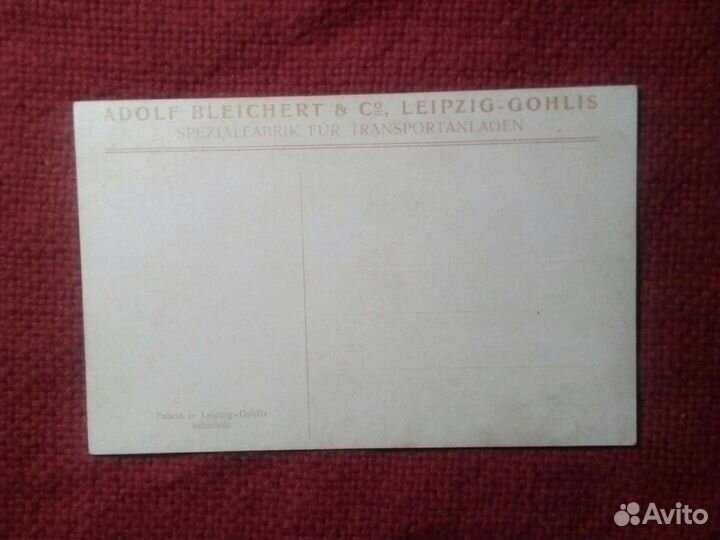 ADOLF BLEICHERT & Cº, LEIPZIG-GOHLIS
SPEZIALFABRIK FÜR TRANSPORTANLAGEN
Fabrik in Leipzig-Gohlis
Schmiede
Avito